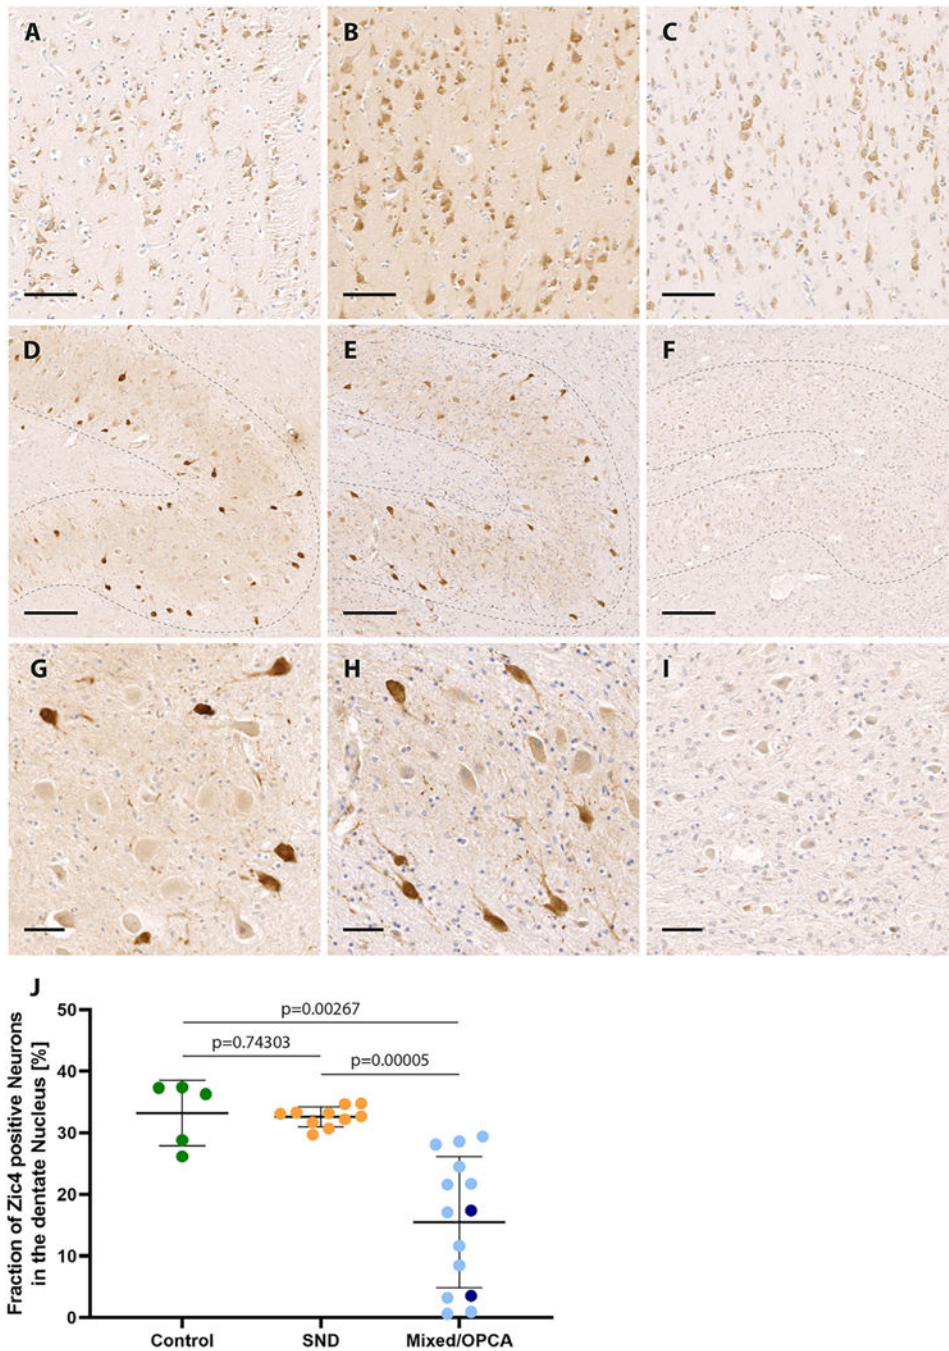 A
B
C
D
E
F
G
H
I
J
Fraction of Zic4 positive Neurons
in the dentate Nucleus [%]
50
40
30
20
10
0
p=0.00267
p=0.74303
p=0.00005
Control
SND
Mixed/OPCA